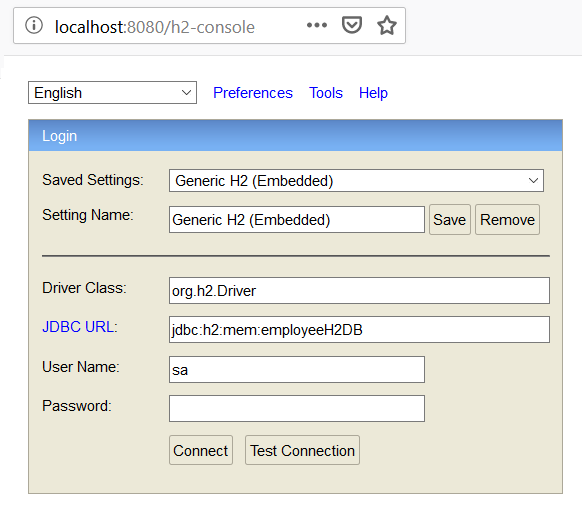 localhost:8080/h2-console
English Preferences Tools Help
Login
Saved Settings: Generic H2 (Embedded)
Setting Name: Generic H2 (Embedded) Save Remove
Driver Class: org.h2.Driver
JDBC URL: jdbc:h2:mem:employeeH2DB
User Name: sa
Password:
Connect Test Connection